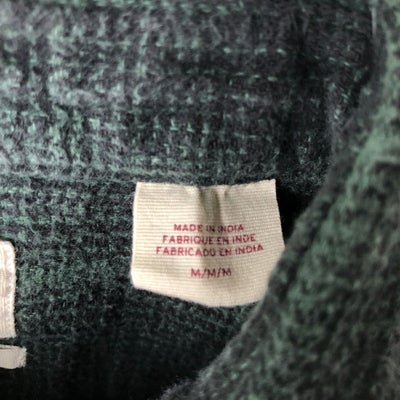 MADE IN INDIA
FABRIQUE EN INDE
FABRICADO EN INDIA
M/M/M